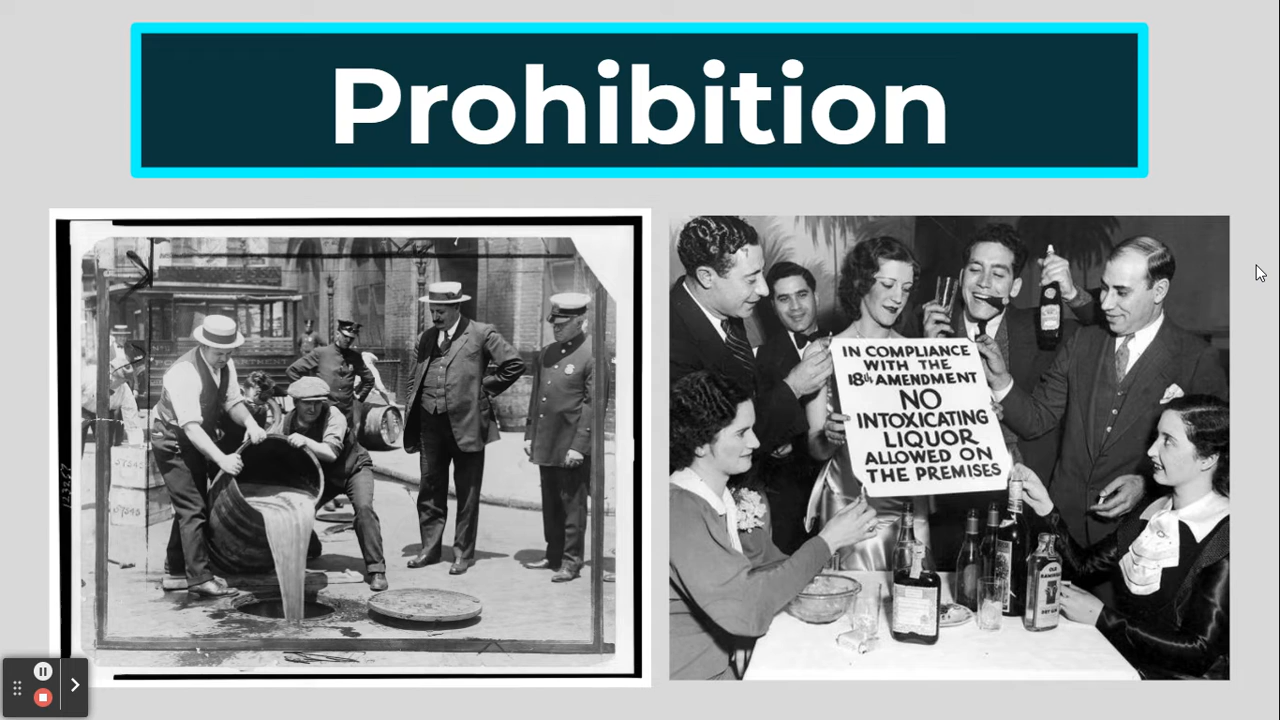 Prohibition
IN COMPLIANCE
WITH THE
18th AMENDMENT
NO
INTOXICATING
LIQUOR
ALLOWED ON
THE PREMISES